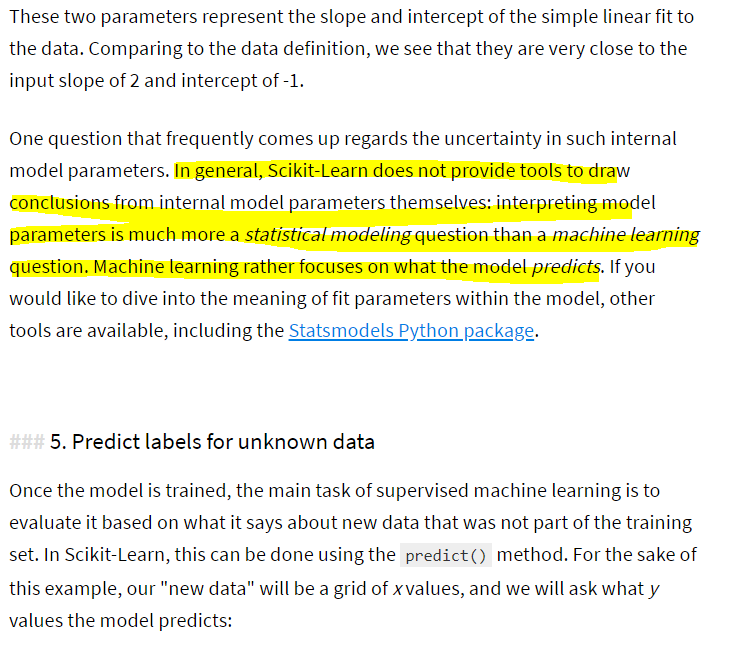 These two parameters represent the slope and intercept of the simple linear fit to
the data. Comparing to the data definition, we see that they are very close to the
input slope of 2 and intercept of -1.
One question that frequently comes up regards the uncertainty in such internal
model parameters. In general, Scikit-Learn does not provide tools to draw
conclusions from internal model parameters themselves: interpreting model
parameters is much more a statistical modeling question than a machine learning
question. Machine learning rather focuses on what the model predicts. If you
would like to dive into the meaning of fit parameters within the model, other
tools are available, including the Statsmodels Python package.
### 5. Predict labels for unknown data
Once the model is trained, the main task of supervised machine learning is to
evaluate it based on what it says about new data that was not part of the training
set. In Scikit-Learn, this can be done using the predict() method. For the sake of
this example, our "new data" will be a grid of x values, and we will ask what y
values the model predicts: